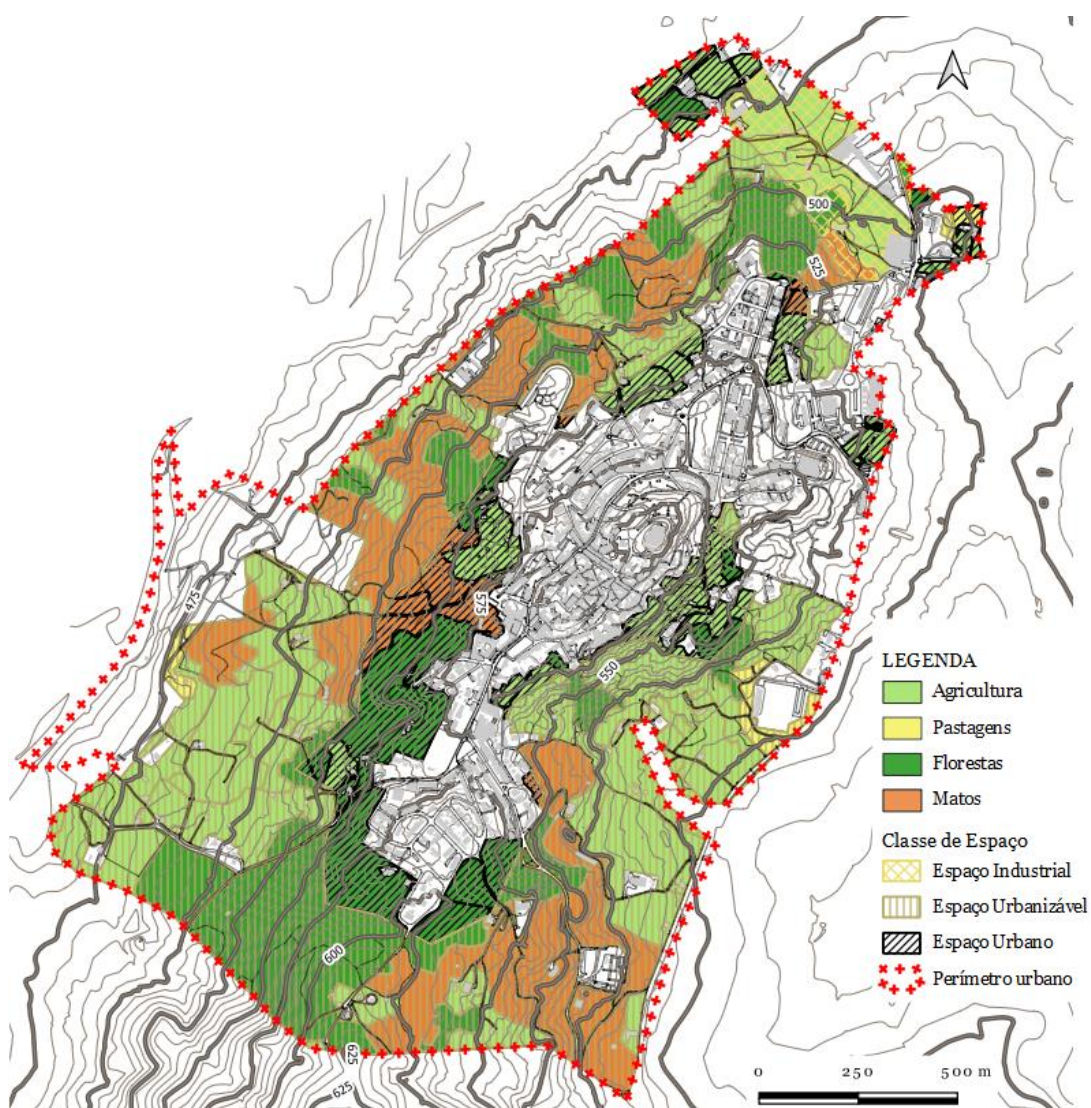 500
525
475
575
550
600
625
625
LEGENDA
Agricultura
Pastagens
Florestas
Matos
Classe de Espaço
Espaço Industrial
Espaço Urbanizável
Espaço Urbano
Perímetro urbano
0 250 500 m